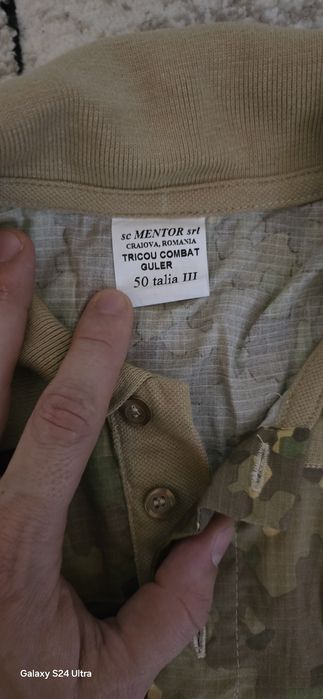 sc MENTOR srl
CRAIOVA, ROMANIA
TRICOU COMBAT
GULER
50 talia III
Galaxy S24 Ultra